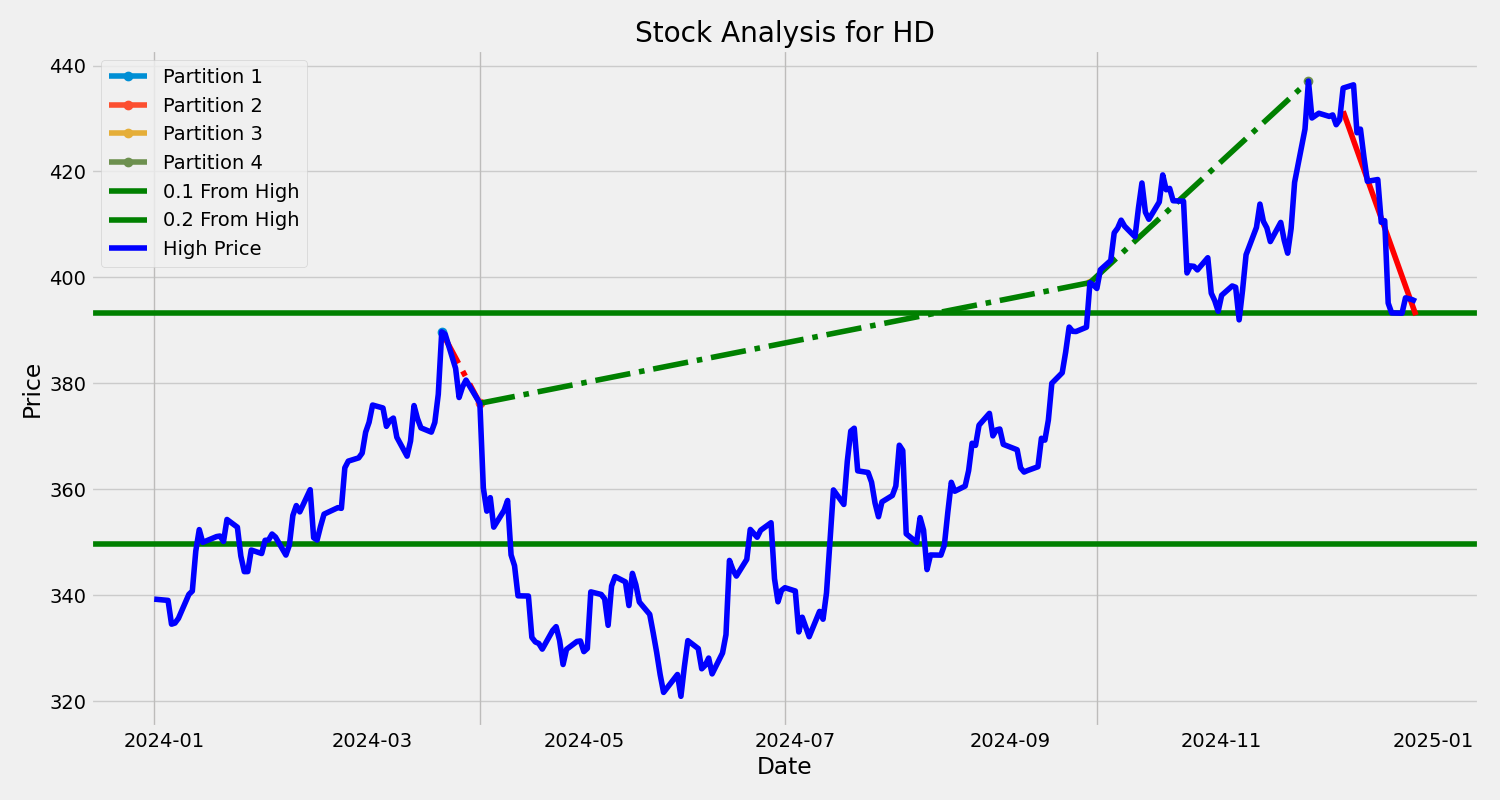 Stock Analysis for HD
440
420
400
380
360
340
320
Price
Partition 1
Partition 2
Partition 3
Partition 4
0.1 From High
0.2 From High
High Price
2024-01 2024-03 2024-05 2024-07 2024-09 2024-11 2025-01
Date